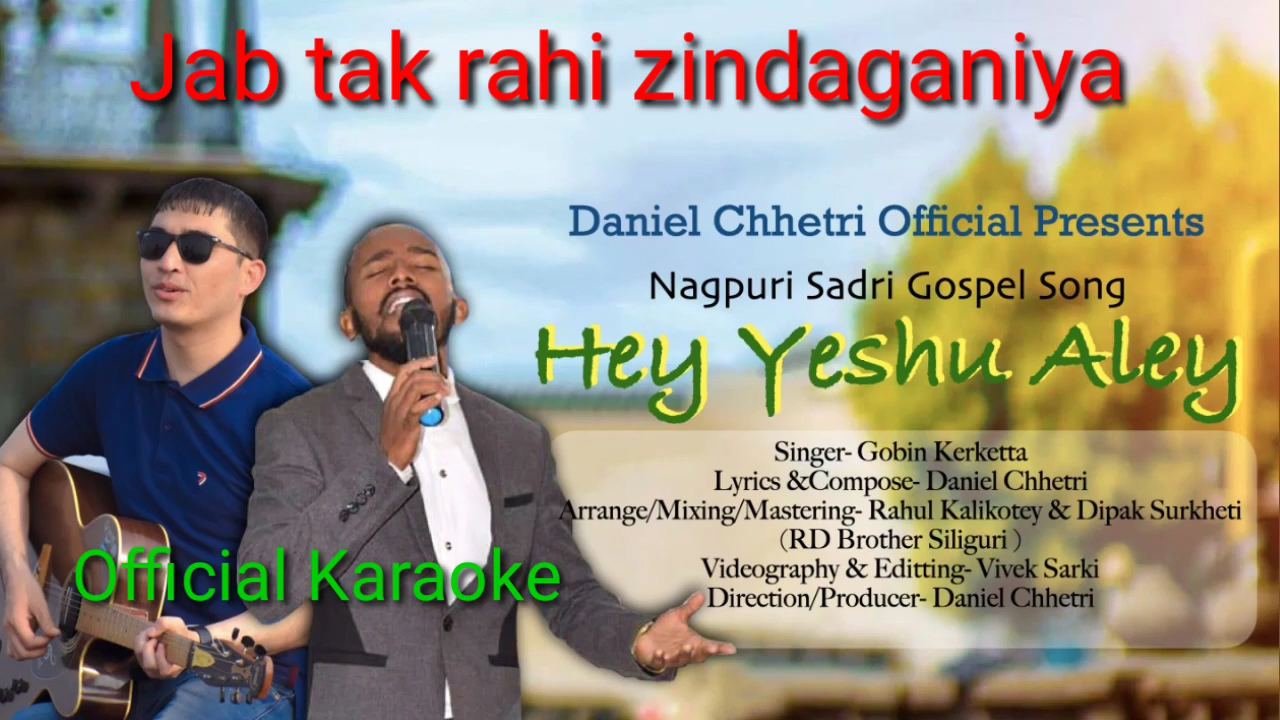 Jab tak rahi zindaganiya
Daniel Chhetri Official Presents
Nagpuri Sadri Gospel Song
Hey Yeshu Aley
Singer- Gobin Kerketta
Lyrics &Compose- Daniel Chhetri
Arrange/Mixing/Mastering- Rahul Kalikotey & Dipak Surkheti
(RD Brother Siliguri )
Videography & Editting- Vivek Sarki
Direction/Producer- Daniel Chhetri
Official Karaoke